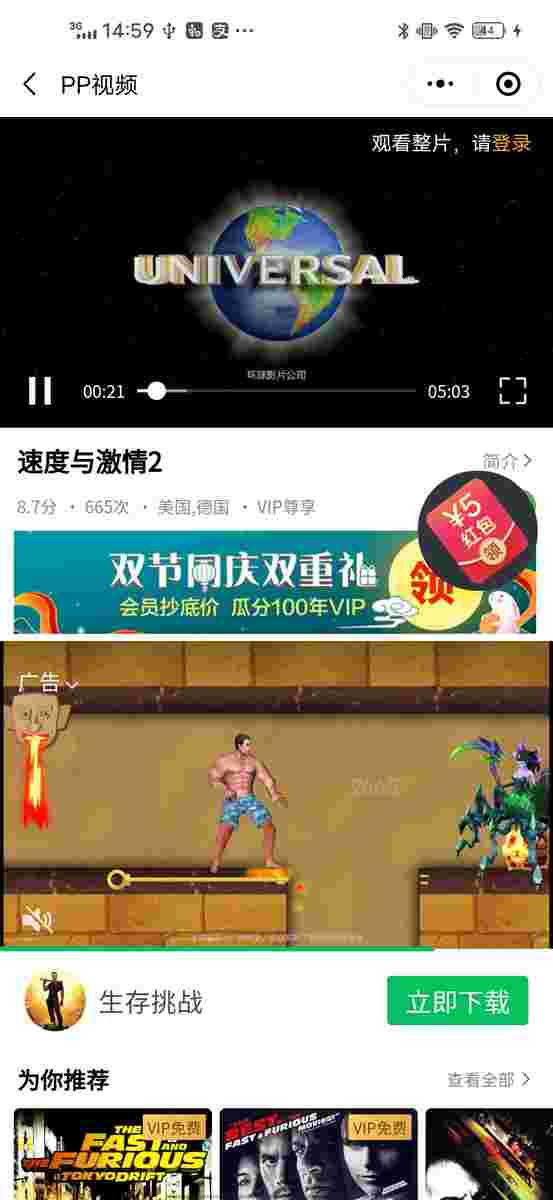 3G 14:59 44
PP视频
观看整片，请登录
UNIVERSAL
环球影片公司
00:21
05:03
速度与激情2
简介
8.7分 · 665次 · 美国,德国 · VIP尊享
¥5
红包
领
双节同庆双重礼
会员抄底价 瓜分100年VIP
领
广告
生存挑战
立即下载
为你推荐
查看全部
VIP免费
THE
FAST AND
THE FURIOUS
TOKYO DRIFT
VIP免费
FAST & FURIOUS